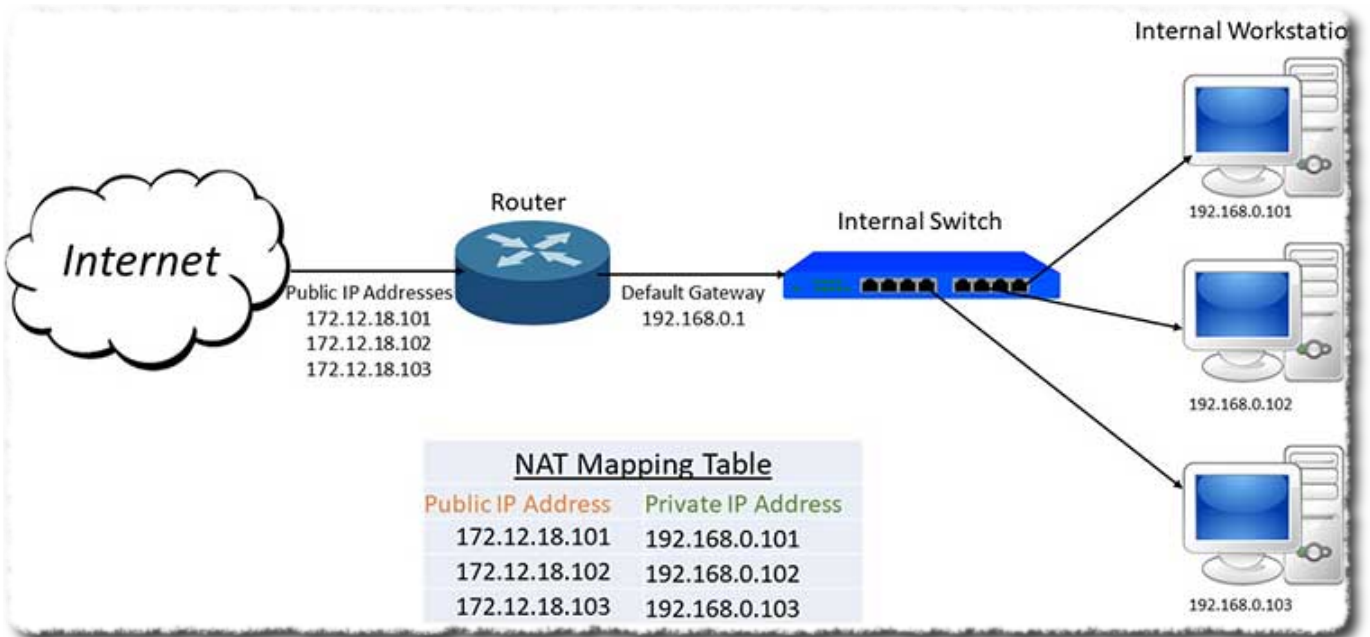 Internal Workstatio
Internet
Router
Internal Switch
Public IP Addresses
172.12.18.101
172.12.18.102
172.12.18.103
Default Gateway
192.168.0.1
192.168.0.101
192.168.0.102
192.168.0.103
NAT Mapping Table
Public IP Address Private IP Address
172.12.18.101 192.168.0.101
172.12.18.102 192.168.0.102
172.12.18.103 192.168.0.103